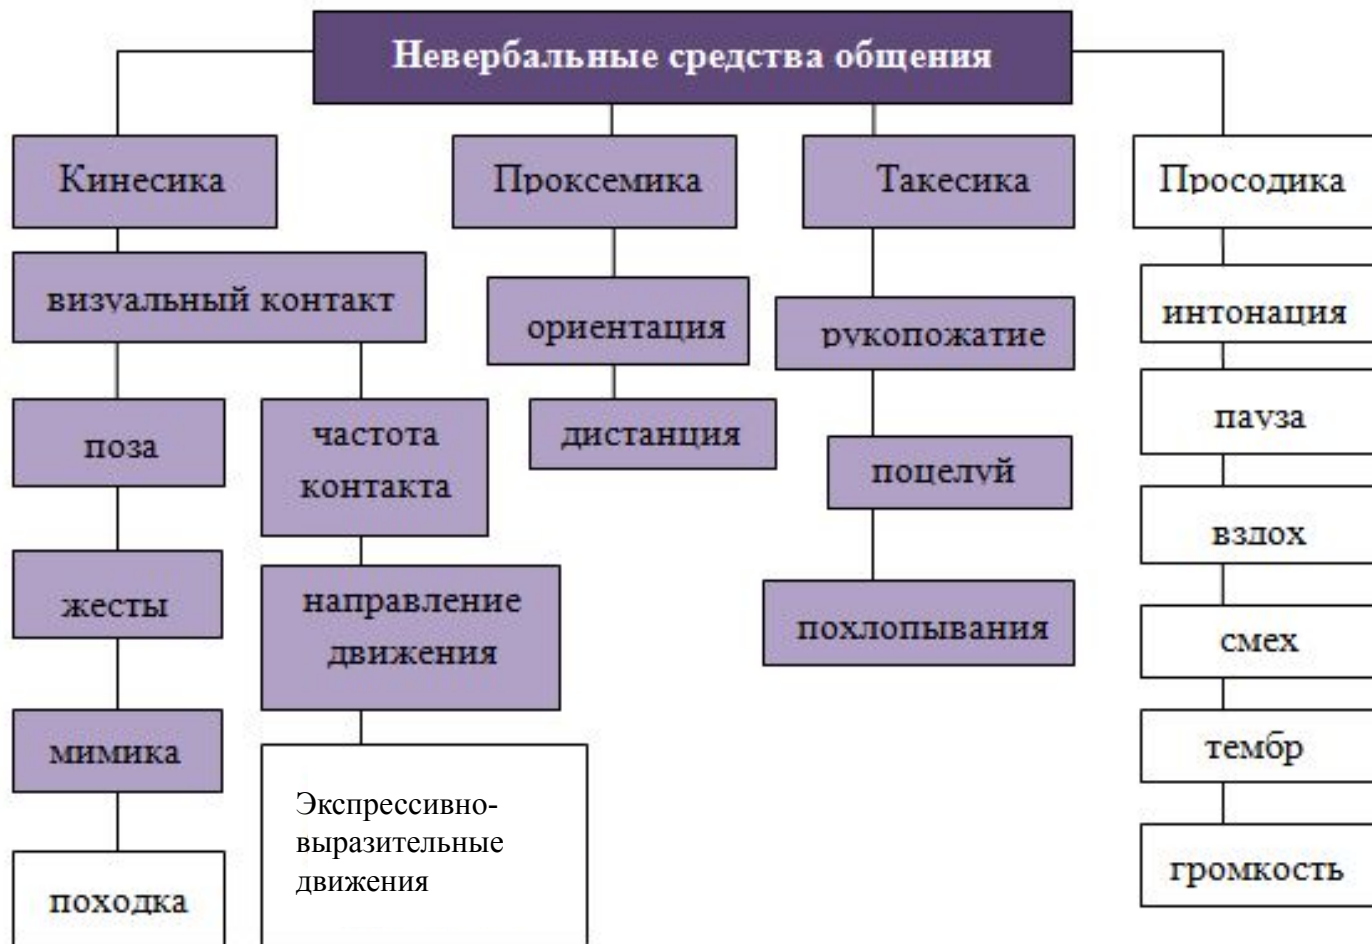 Невербальные средства общения
Кинесика
Проксемика
Такесика
Просодика
визуальный контакт
поза
жесты
мимика
походка
частота
контакта
направление
движения
Экспрессивно-
выразительные
движения
ориентация
дистанция
рукопожатие
поцелуй
похлопывания
интонация
пауза
вздох
смех
тембр
громкость